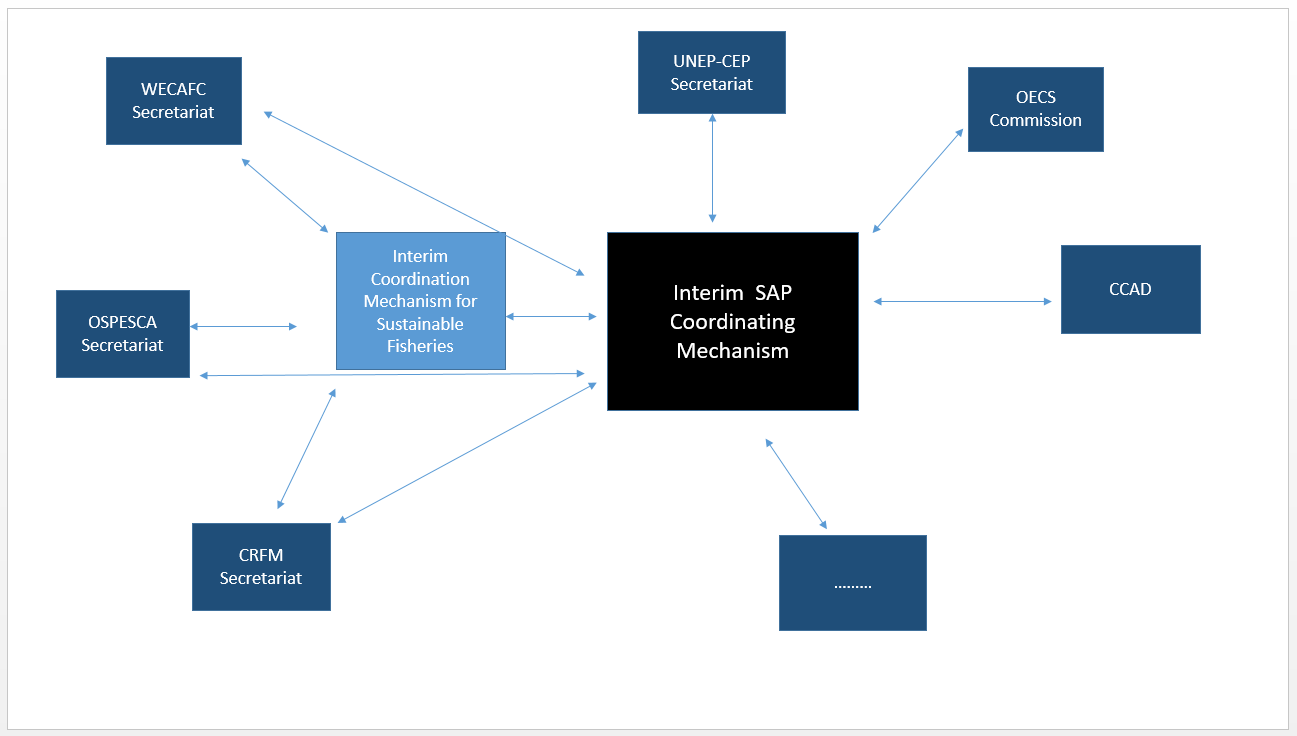 WECAFC
Secretariat
UNEP-CEP
Secretariat
OECS
Commission
Interim
Coordination
Mechanism for
Sustainable
Fisheries
Interim SAP
Coordinating
Mechanism
CCAD
OSPESCA
Secretariat
CRFM
Secretariat
.........